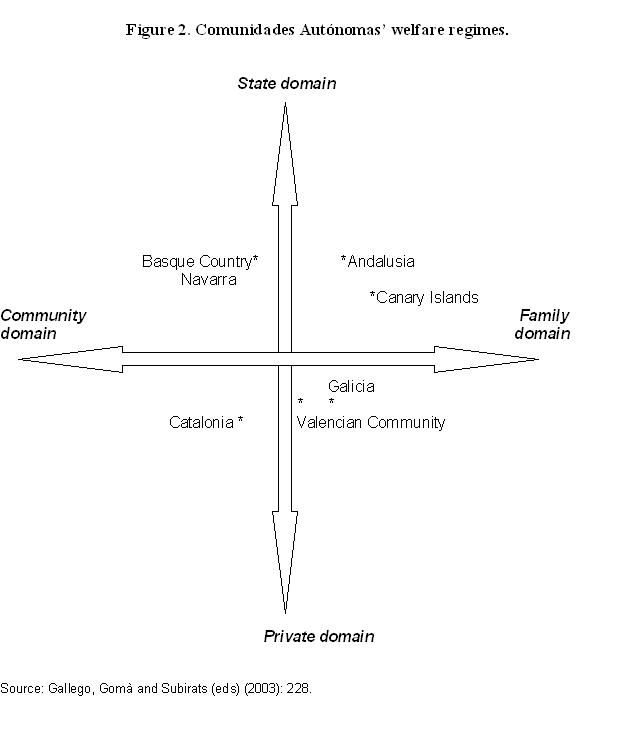 Figure 2. Comunidades Autónomas' welfare regimes.
State domain
Basque Country*
Navarra
*Andalusia
*Canary Islands
Community
domain
Family
domain
Galicia
* *
Catalonia *
Valencian Community
Private domain
Source: Gallego, Gomà and Subirats (eds) (2003): 228.